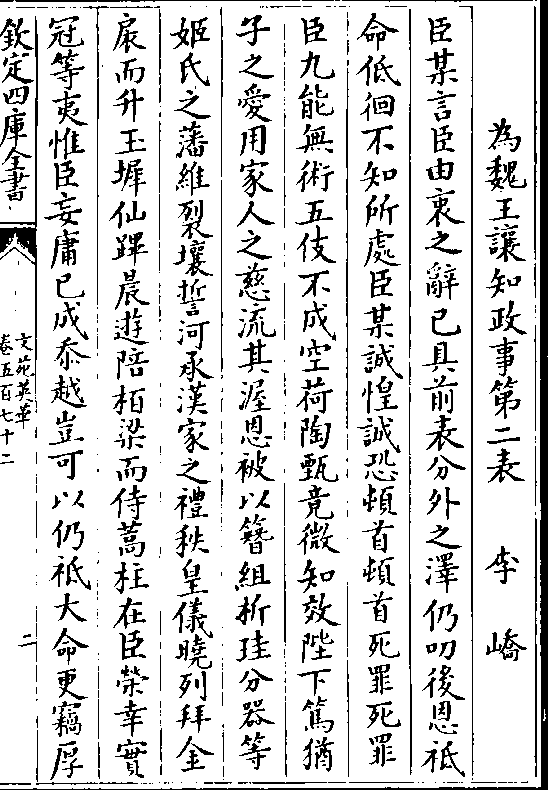 為魏王讓知政事第二表　李嶠
臣某言臣由衷之辭已具前表分外之澤仍叨後恩祗
命低徊不知所處臣某誠惶誠恐頓首頓首死罪死罪
臣九能無術五伎不成空荷陶甄竟微知效陛下篤猶
子之愛用家人之慈流其渥恩被以簪組析珪分器等
姬氏之藩維裂壤誓河承漢家之禮秩皇儀曉列拜金
扆而升玉墀仙蹕晨遊陪栢梁而侍蒿柱在臣榮幸實
冠等夷惟臣妄庸已成忝越豈可以仍祗大命更竊厚
欽定四庫全書
文苑英華
卷五百七十二
二